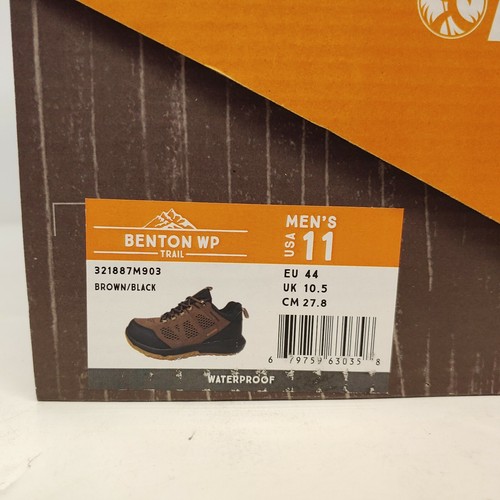 BENTON WP
TRAIL
321887M903
BROWN/BLACK
MEN'S
USA 11
EU 44
UK 10.5
CM 27.8
6 79759 63035 8
WATERPROOF